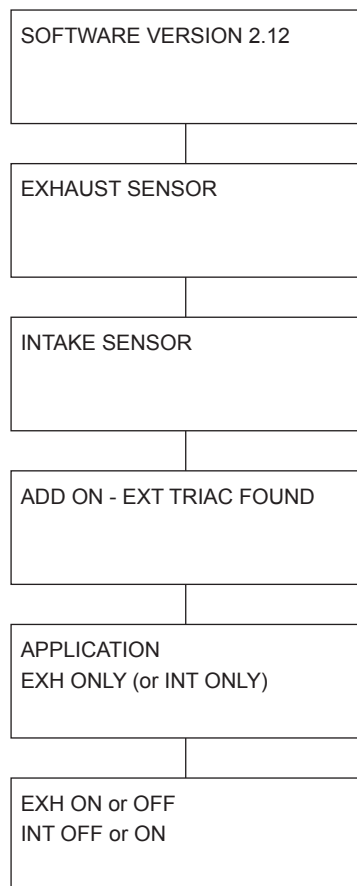 SOFTWARE VERSION 2.12
EXHAUST SENSOR
INTAKE SENSOR
ADD ON - EXT TRIAC FOUND
APPLICATION
EXH ONLY (or INT ONLY)
EXH ON or OFF
INT OFF or ON